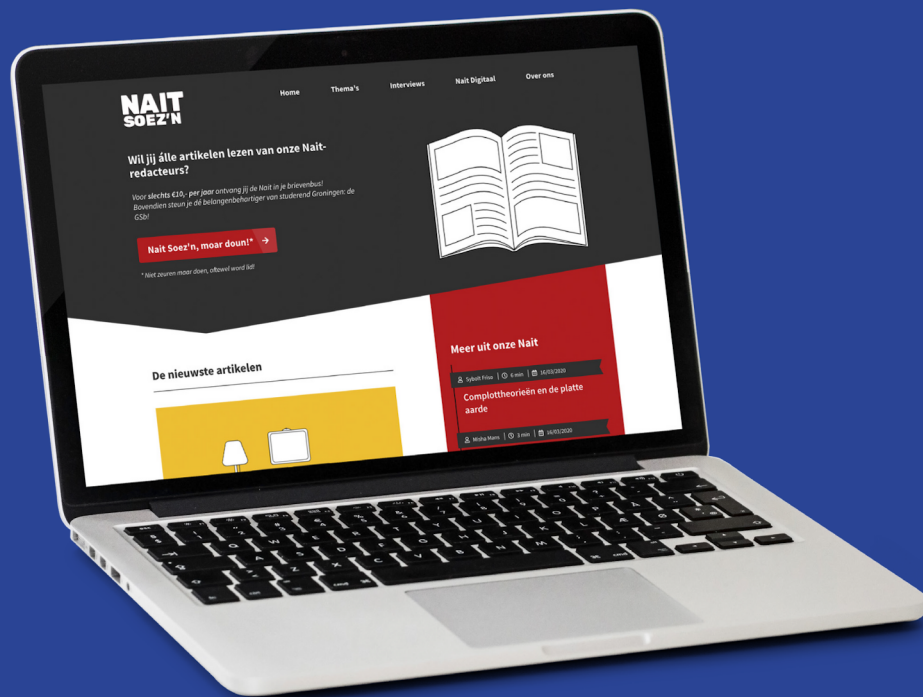 NAIT
SOEZ'N
Home
Thema's
Interviews
Nait Digitaal
Over ons
Wil jij álle artikelen lezen van onze Nait-
redacteurs?
Voor slechts €10,- per jaar ontvang jij de Nait in je brievenbus!
Bovendien steun je dé belangenbehartiger van studerend Groningen: de
GSb!
Nait Soez'n, moar doun!*
* Niet zeuren maar doen, oftewel word lid!
De nieuwste artikelen
Meer uit onze Nait
Sybolt Friso | 6 min | 16/03/2020
Complottheorieën en de platte
aarde
Misha Mans | 3 min | 16/03/2020